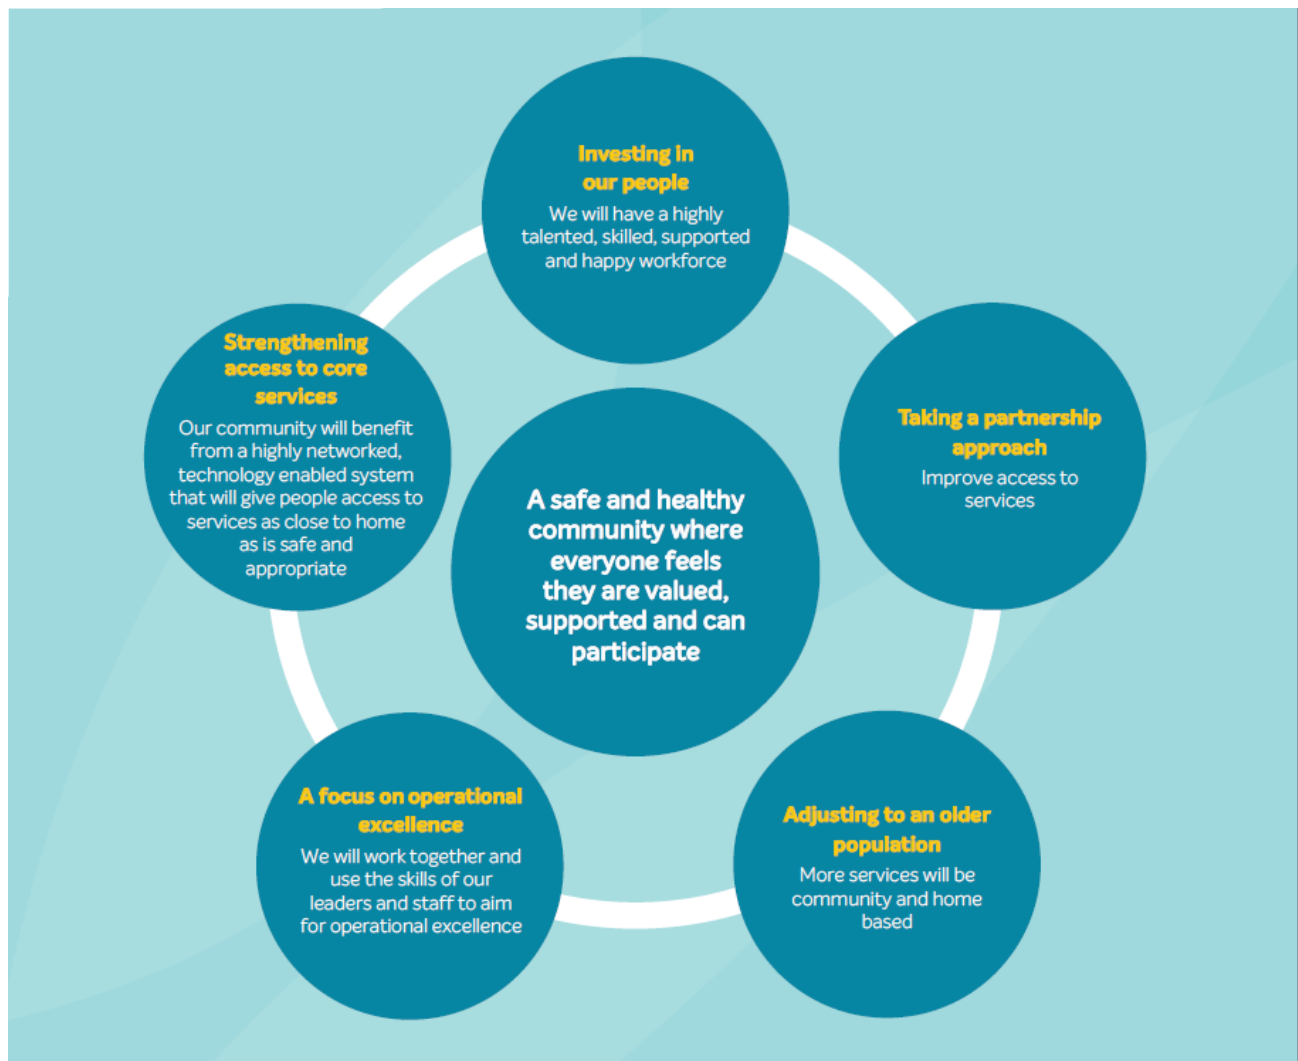 Investing in
our people
We will have a highly
talented, skilled, supported
and happy workforce
Strengthening
access to core
services
Our community will benefit
from a highly networked,
technology enabled system
that will give people access to
services as close to home
as is safe and
appropriate
Taking a partnership
approach
Improve access to
services
A safe and healthy
community where
everyone feels
they are valued,
supported and can
participate
A focus on operational
excellence
We will work together and
use the skills of our
leaders and staff to aim
for operational excellence
Adjusting to an older
population
More services will be
community and home
based